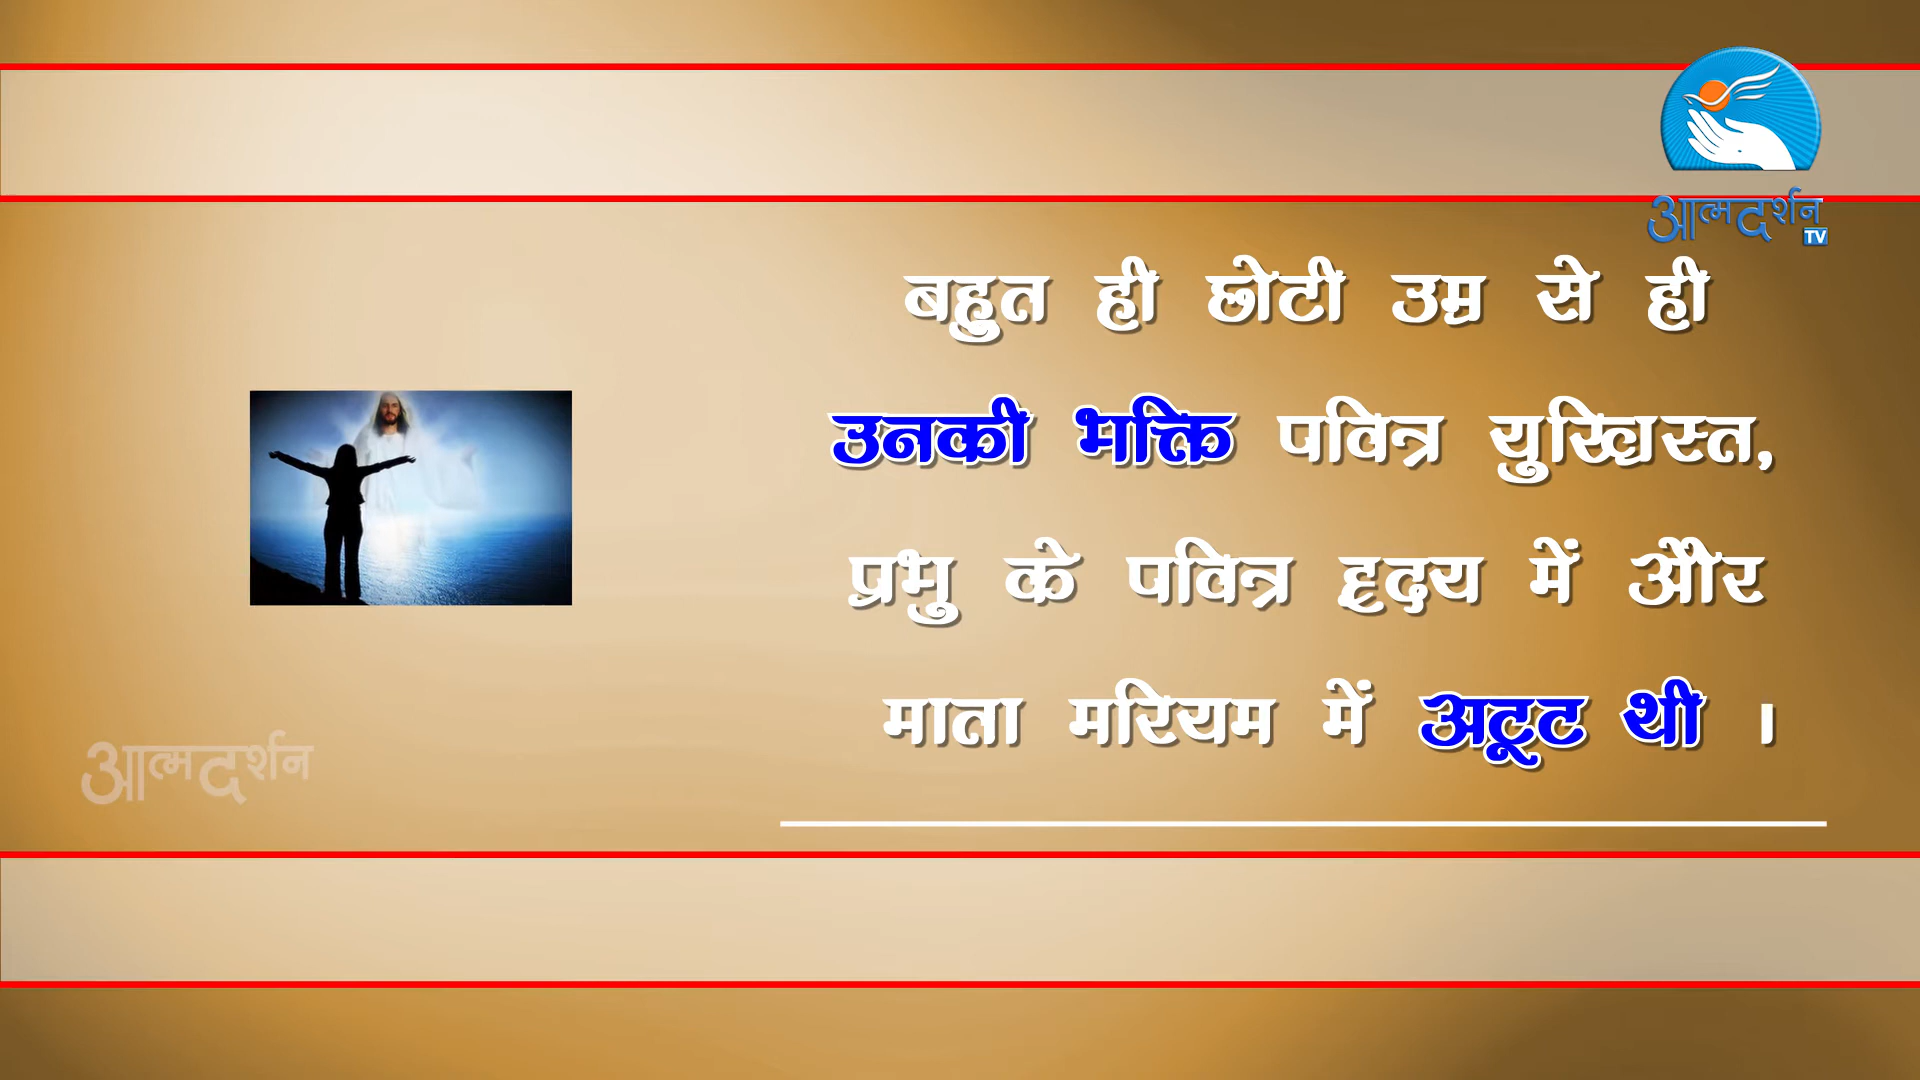 आत्मदर्शन
TV
बहुत ही छोटी उम्र से ही
उनकी भक्ति पवित्र युख्रिस्त,
प्रभु के पवित्र हृदय में और
माता मरियम में अटूट थी ।
आत्मदर्शन